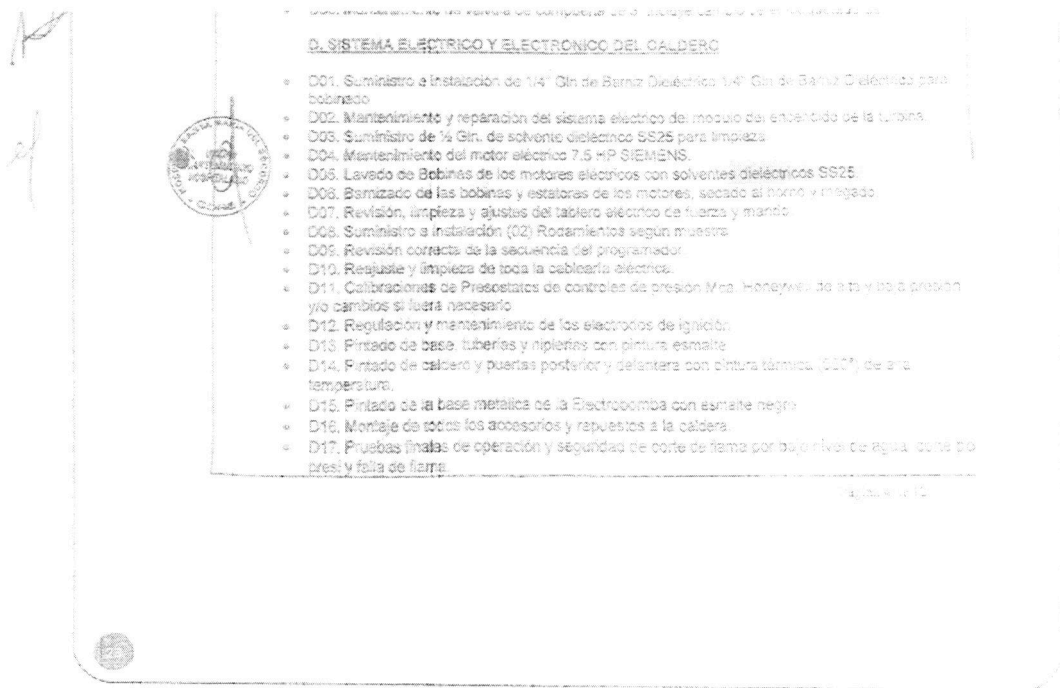 D. SISTEMA ELÉCTRICO Y ELECTRONICO DEL CALDERO
D01. Suministro e instalación de 1/4" Gln de Barniz Dieléctrico 1/4" Gln de Barniz Dieléctrico para
bobinado
D02. Mantenimiento y reparación del sistema eléctrico del modulo del encendido de la turbina.
D03. Suministro de ½ Gln. de solvente dieléctrico SS25 para limpieza
D04. Mantenimiento del motor eléctrico 7.5 HP SIEMENS.
D05. Lavado de Bobinas de los motores eléctricos con solventes dieléctricos SS25.
D06. Barnizado de las bobinas y estatores de los motores, secado al horno y megado.
D07. Revisión, limpieza y ajustes del tablero eléctrico de fuerza y mando
D08. Suministro e instalación (02) Rodamientos según muestra
D09. Revisión correcta de la secuencia del programador.
D10. Reajuste y limpieza de toda la cablearía eléctrica.
D11. Calibraciones de Presostatos de controles de presión Mca. Honeywell de alta y baja presión
y/o cambios si fuera necesario
D12. Regulación y mantenimiento de los electrodos de ignición
D13. Pintado de base, tuberías y niplerías con pintura esmalte
D14. Pintado de caldero y puertas posterior y delantera con pintura térmica de alta
temperatura.
D15. Pintado de la base metálica de la Electrobomba con esmalte negro
D16. Montaje de todos los accesorios y repuestos a la caldera.
D17. Pruebas finales de operación y seguridad de corte de flama por bajo nivel de agua, corte por
presi y falla de flama.